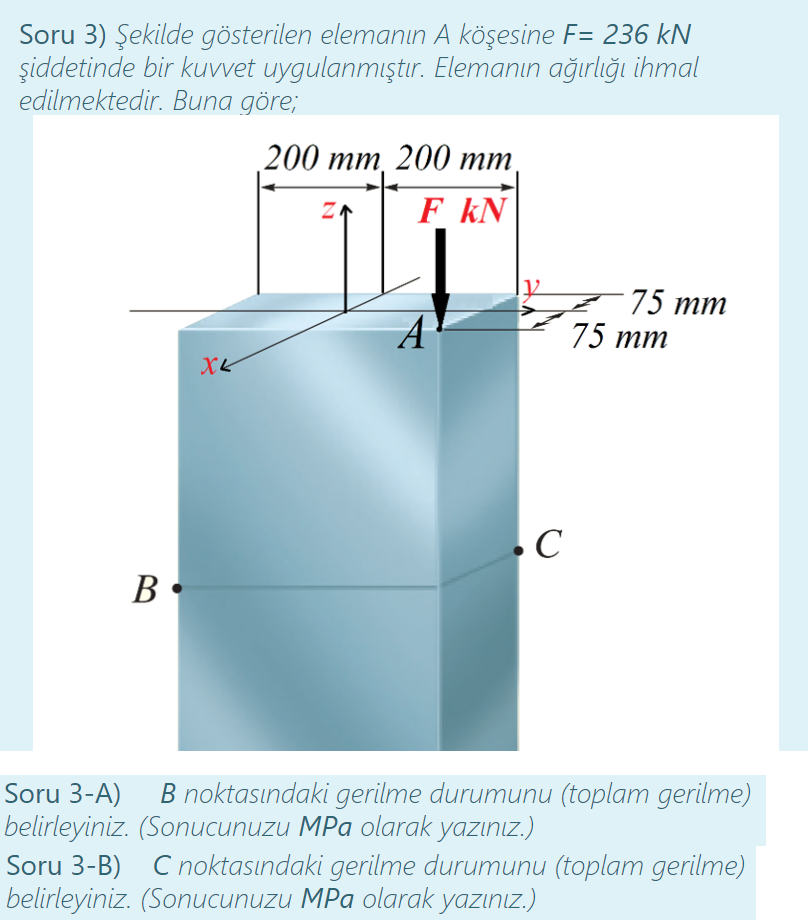 Soru 3) Şekilde gösterilen elemanın A köşesine F= 236 kN
şiddetinde bir kuvvet uygulanmıştır. Elemanın ağırlığı ihmal
edilmektedir. Buna göre;
200 mm 200 mm
z F kN
y 75 mm
A 75 mm
x
C
B
Soru 3-A) B noktasındaki gerilme durumunu (toplam gerilme)
belirleyiniz. (Sonucunuzu MPa olarak yazınız.)
Soru 3-B) C noktasındaki gerilme durumunu (toplam gerilme)
belirleyiniz. (Sonucunuzu MPa olarak yazınız.)